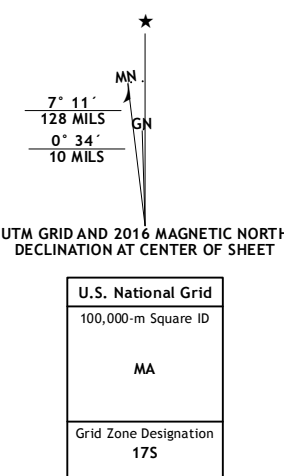 MN
7° 11´
128 MILS
GN
0° 34´
10 MILS
UTM GRID AND 2016 MAGNETIC NORTH
DECLINATION AT CENTER OF SHEET
U.S. National Grid
100,000-m Square ID
MA
Grid Zone Designation
17S